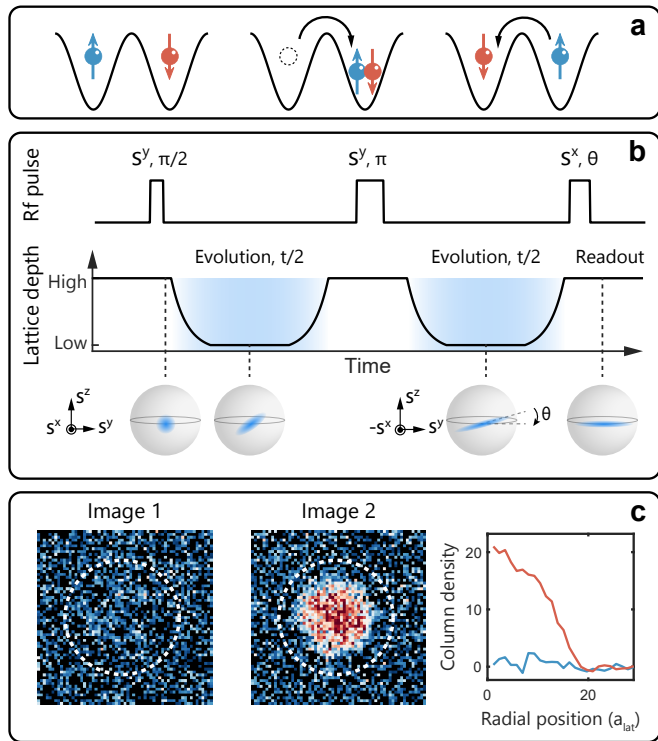 a
b
S^y, π/2
S^y, π
S^x, θ
Rf pulse
Evolution, t/2
Evolution, t/2
Readout
Lattice depth
High
Low
Time
S^z
S^x
S^y
S^z
-S^x
S^y
θ
c
Image 1
Image 2
Column density
20
10
0
0
20
Radial position (a_lat)